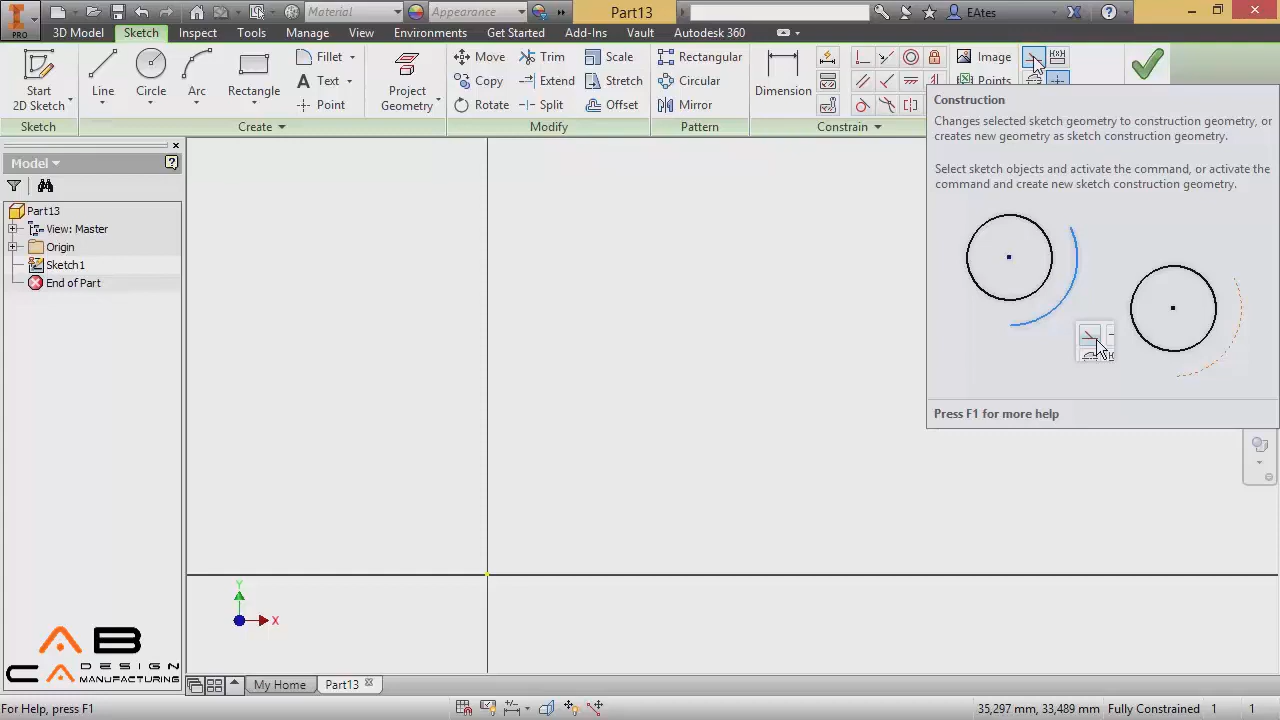 PRO
Material
Appearance
Part13
EAtes
3D Model
Sketch
Inspect
Tools
Manage
View
Environments
Get Started
Add-Ins
Vault
Autodesk 360
Start
2D Sketch
Line
Circle
Arc
Rectangle
Fillet
Text
Point
Project
Geometry
Move
Copy
Rotate
Trim
Extend
Split
Scale
Stretch
Offset
Rectangular
Circular
Mirror
Dimension
Image
Points
Sketch
Create
Modify
Pattern
Constrain
Construction
Changes selected sketch geometry to construction geometry, or
creates new geometry as sketch construction geometry.
Select sketch objects and activate the command, or activate the
command and create new sketch construction geometry.
Press F1 for more help
Model
Part13
View: Master
Origin
Sketch1
End of Part
Y
X
CAB
CA DESIGN
MANUFACTURING
My Home
Part13
For Help, press F1
35,297 mm, 33,489 mm
Fully Constrained
1
1